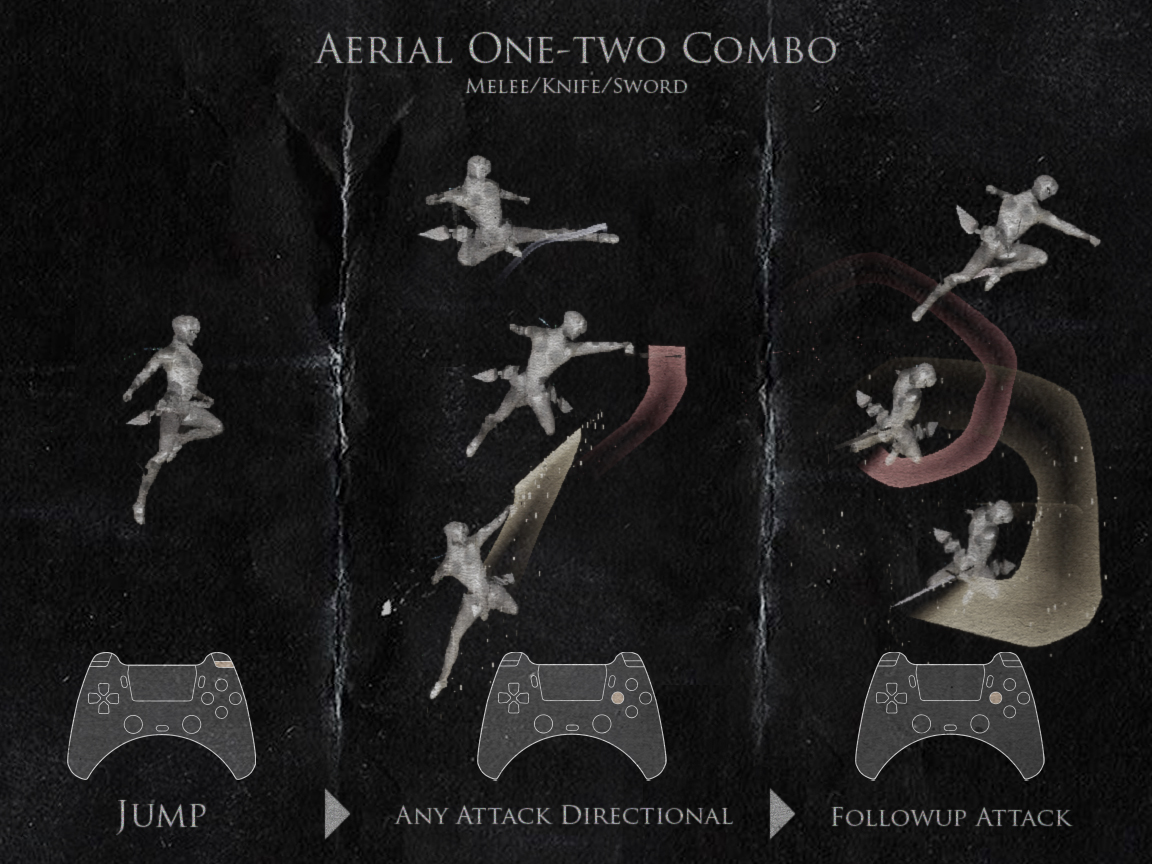 Aerial One-two Combo
Melee/Knife/Sword
Jump
Any Attack Directional
Followup Attack